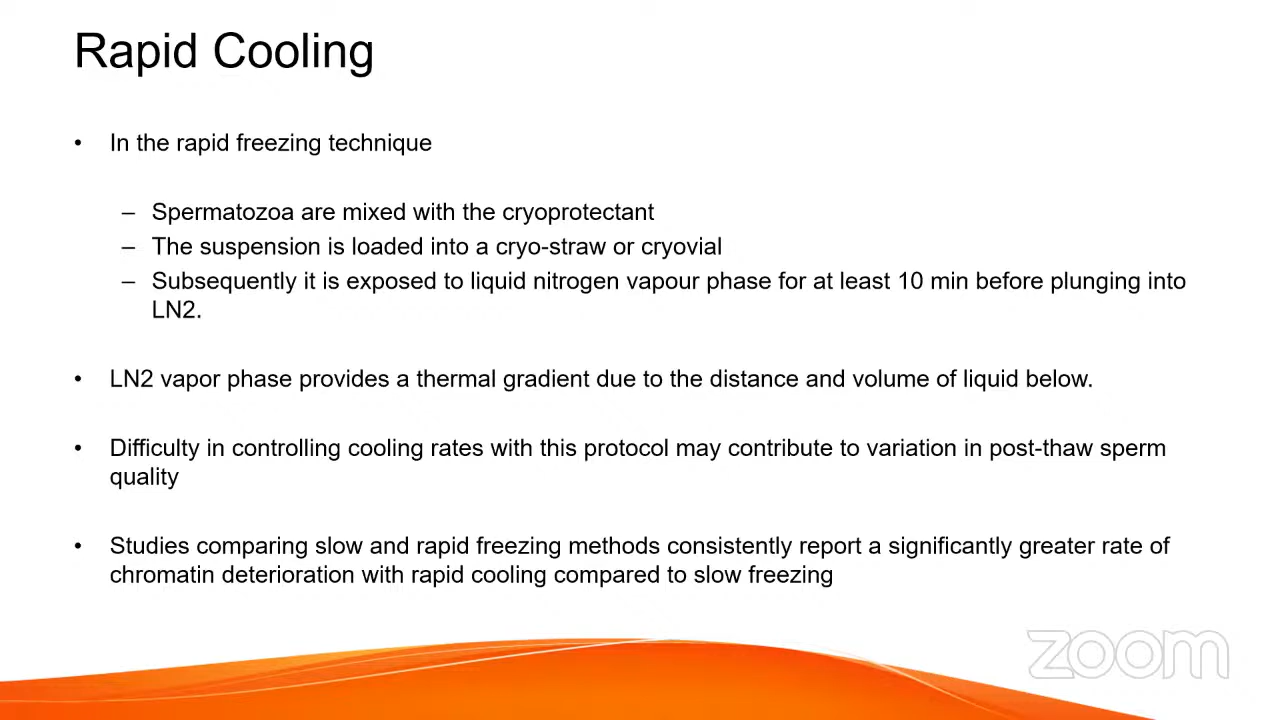 Rapid Cooling
• In the rapid freezing technique
– Spermatozoa are mixed with the cryoprotectant
– The suspension is loaded into a cryo-straw or cryovial
– Subsequently it is exposed to liquid nitrogen vapour phase for at least 10 min before plunging into
LN2.
• LN2 vapor phase provides a thermal gradient due to the distance and volume of liquid below.
• Difficulty in controlling cooling rates with this protocol may contribute to variation in post-thaw sperm
quality
• Studies comparing slow and rapid freezing methods consistently report a significantly greater rate of
chromatin deterioration with rapid cooling compared to slow freezing
zoom